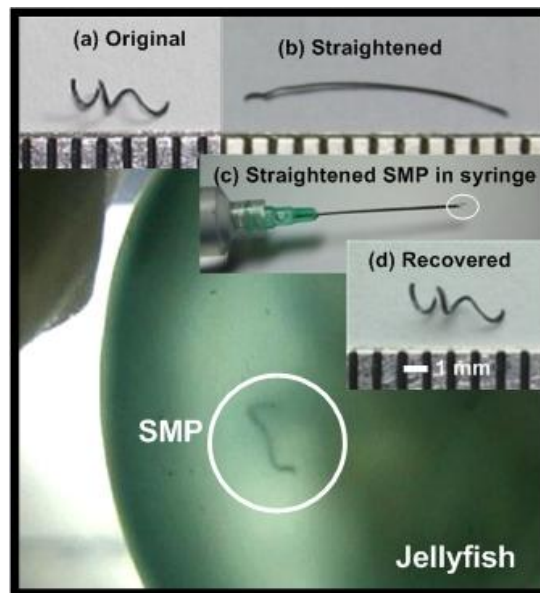 (a) Original
(b) Straightened
(c) Straightened SMP in syringe
(d) Recovered
1 mm
SMP
Jellyfish